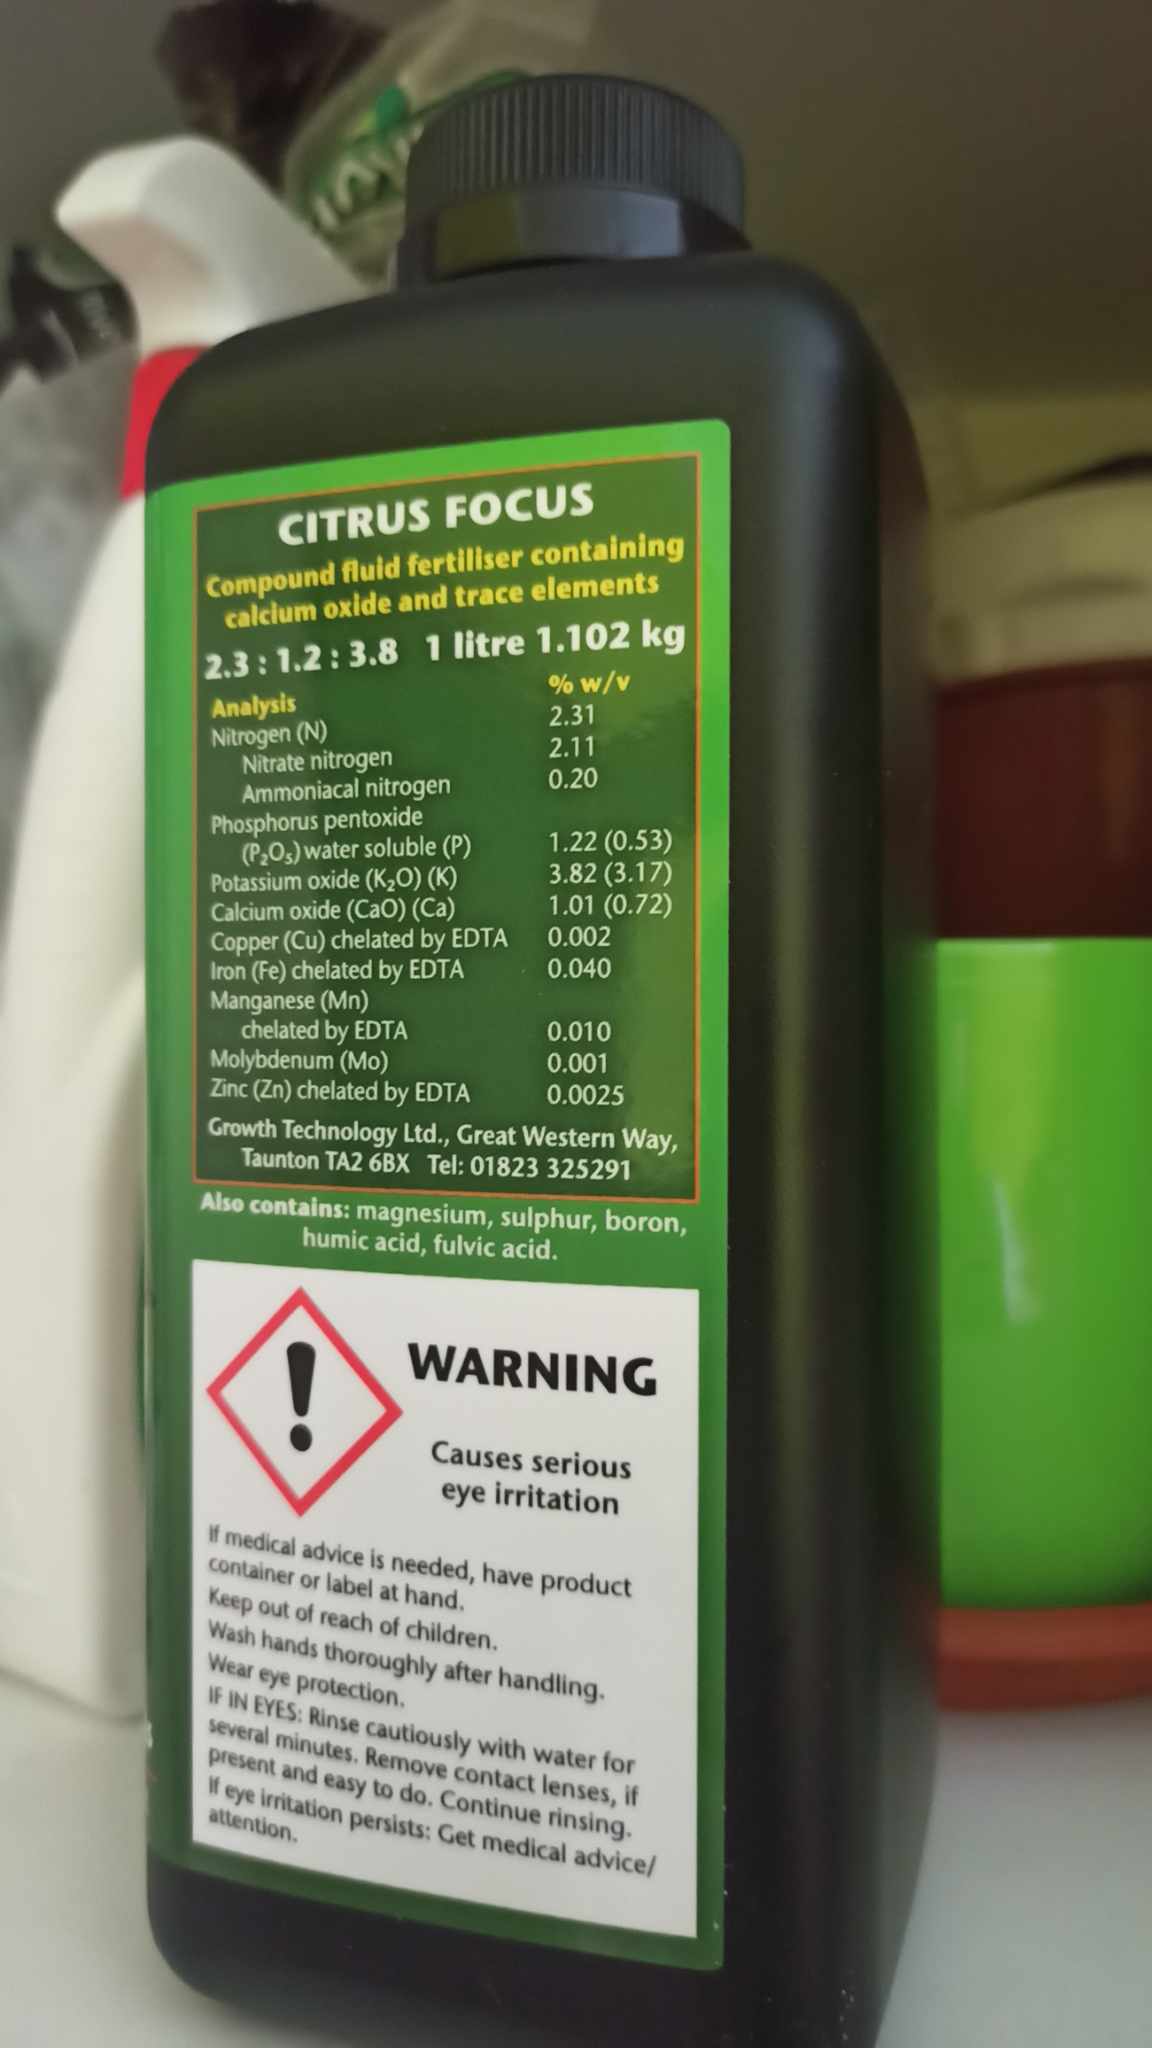 CITRUS FOCUS
Compound fluid fertiliser containing
calcium oxide and trace elements
2.3 : 1.2 : 3.8 1 litre 1.102 kg
Analysis % w/v
Nitrogen (N) 2.31
Nitrate nitrogen 2.11
Ammoniacal nitrogen 0.20
Phosphorus pentoxide
(P₂O₅) water soluble (P) 1.22 (0.53)
Potassium oxide (K₂O) (K) 3.82 (3.17)
Calcium oxide (CaO) (Ca) 1.01 (0.72)
Copper (Cu) chelated by EDTA 0.002
Iron (Fe) chelated by EDTA 0.040
Manganese (Mn)
chelated by EDTA 0.010
Molybdenum (Mo) 0.001
Zinc (Zn) chelated by EDTA 0.0025
Growth Technology Ltd., Great Western Way,
Taunton TA2 6BX Tel: 01823 325291
Also contains: magnesium, sulphur, boron,
humic acid, fulvic acid.
WARNING
Causes serious
eye irritation
If medical advice is needed, have product
container or label at hand.
Keep out of reach of children.
Wash hands thoroughly after handling.
Wear eye protection.
IF IN EYES: Rinse cautiously with water for
several minutes. Remove contact lenses, if
present and easy to do. Continue rinsing.
If eye irritation persists: Get medical advice/
attention.